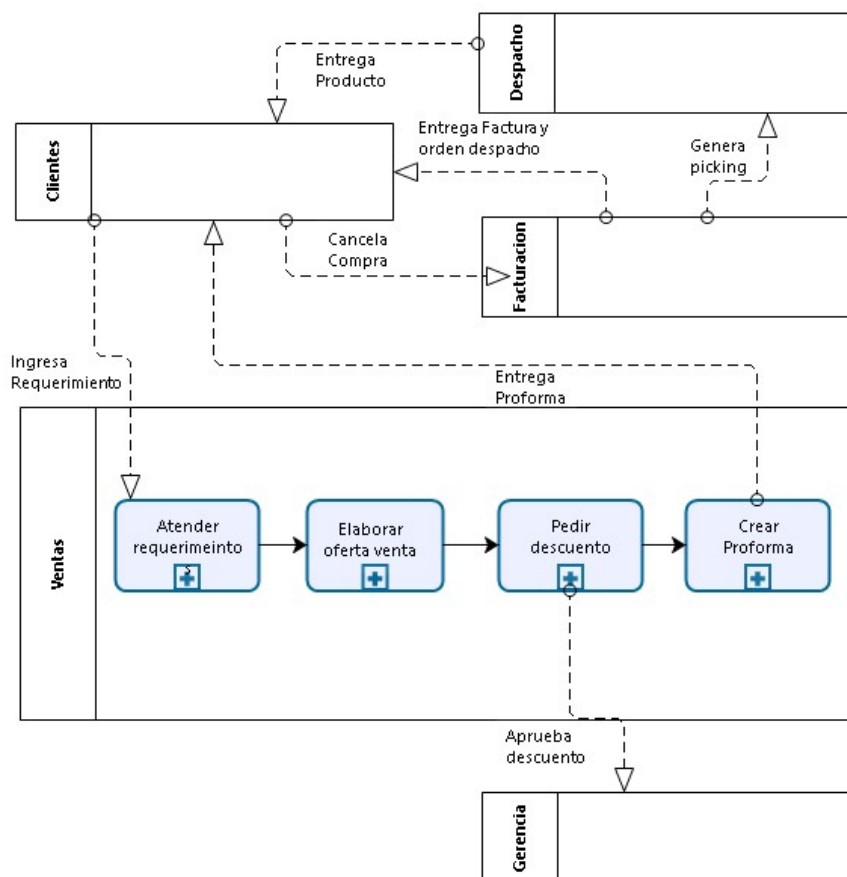 Despacho
Entrega
Producto
Clientes
Entrega Factura y
orden despacho
Genera
picking
Facturacion
Cancela
Compra
Ingresa
Requerimiento
Entrega
Proforma
Ventas
Atender
requerimeinto
s
Elaborar
oferta venta
Pedir
descuento
Crear
Proforma
Aprueba
descuento
Gerencia